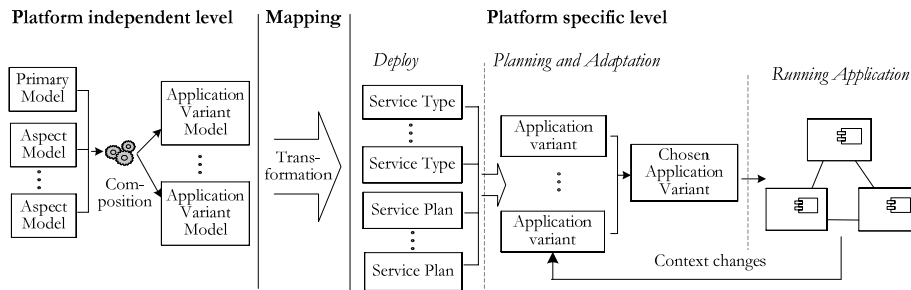 Platform independent level
Mapping
Platform specific level
Deploy
Planning and Adaptation
Running Application
Primary
Model
Aspect
Model
Aspect
Model
Com-
position
Application
Variant
Model
Application
Variant
Model
Trans-
formation
Service Type
Service Type
Service Plan
Service Plan
Application
variant
Application
variant
Chosen
Application
Variant
Context changes